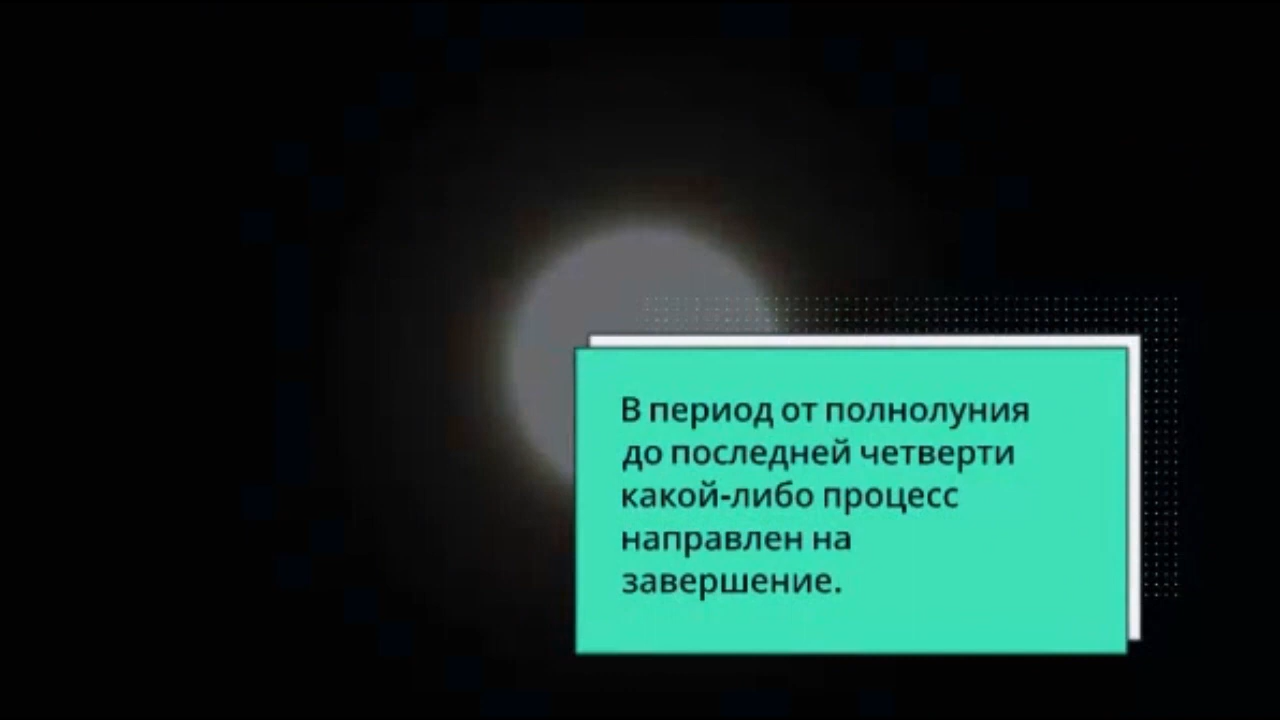 В период от полнолуния
до последней четверти
какой-либо процесс
направлен на
завершение.